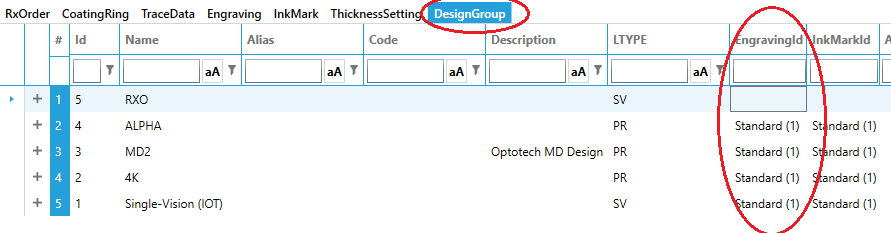 RxOrder CoatingRing TraceData Engraving InkMark ThicknessSetting DesignGroup
# Id Name Alias Code Description LTYPE EngravingId InkMarkId A
aA aA aA aA
1 5 RXO SV
2 4 ALPHA PR Standard (1) Standard (1)
3 3 MD2 Optotech MD Design PR Standard (1) Standard (1)
4 2 4K PR Standard (1) Standard (1)
5 1 Single-Vision (IOT) SV Standard (1) Standard (1)